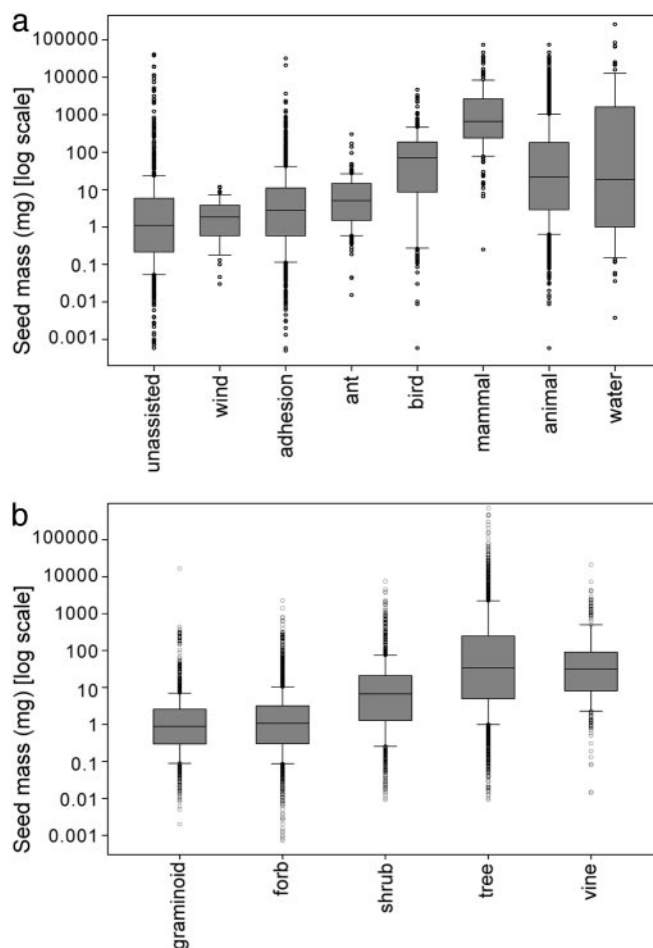 a
Seed mass (mg) [log scale]
100000
10000
1000
100
10
1
0.1
0.01
0.001
unassisted
wind
adhesion
ant
bird
mammal
animal
water
b
Seed mass (mg) [log scale]
100000
10000
1000
100
10
1
0.1
0.01
0.001
graminoid
forb
shrub
tree
vine